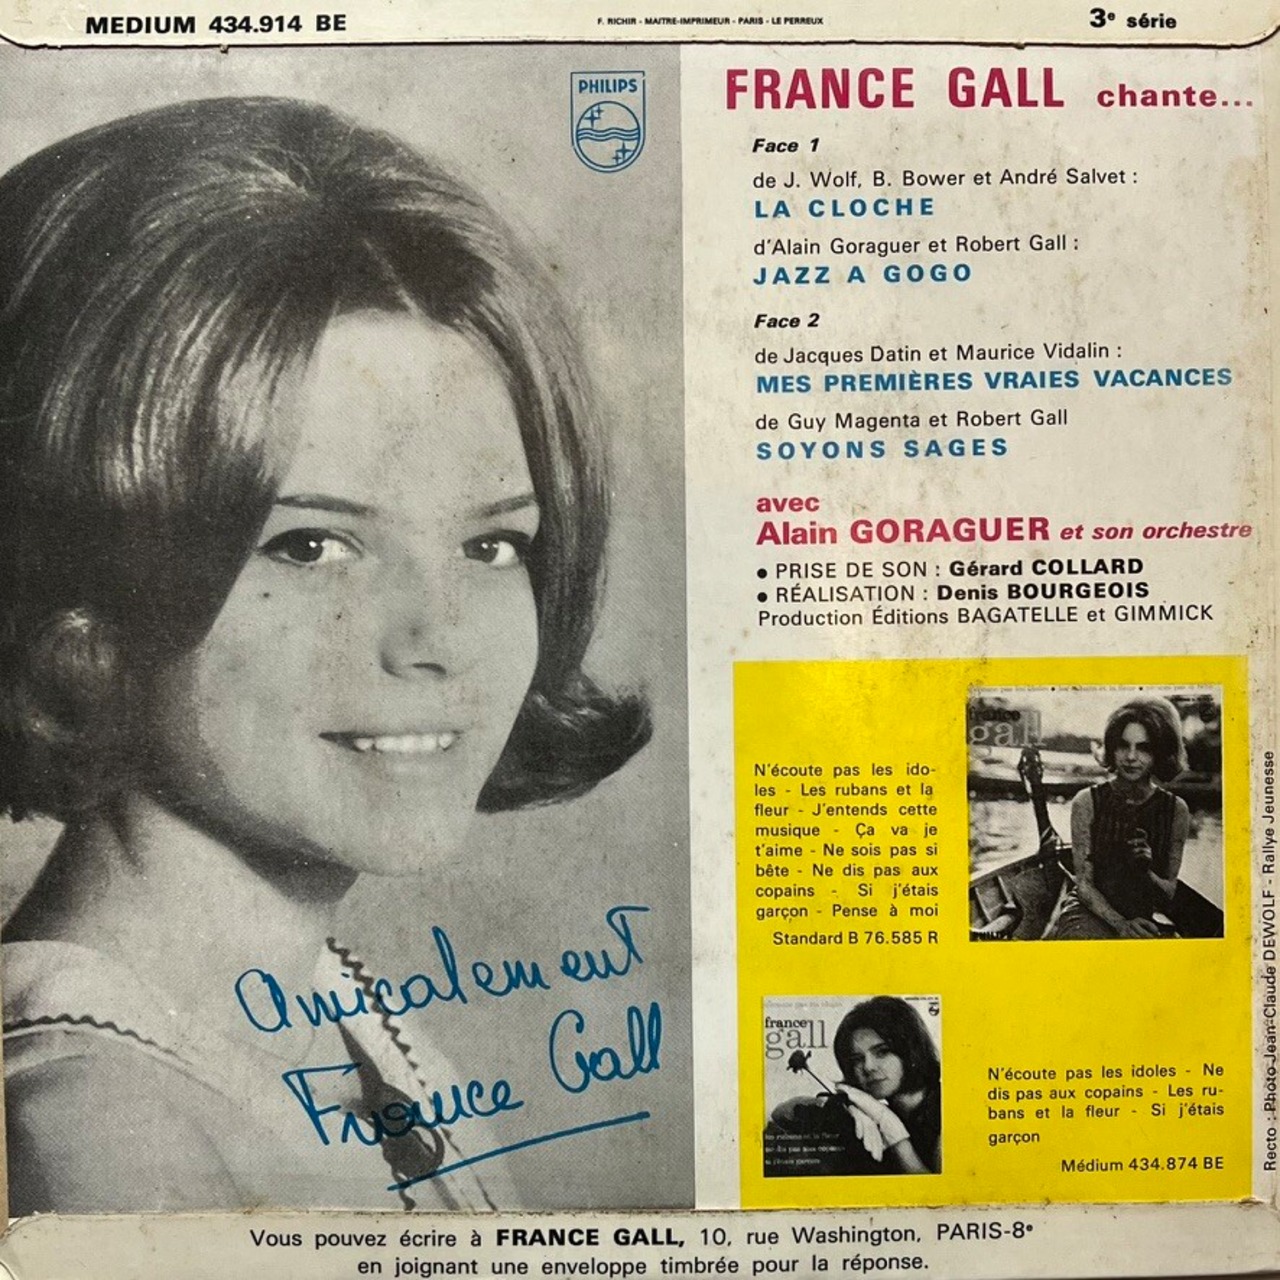 MEDIUM 434.914 BE
F. RICHIR - MAITRE-IMPRIMEUR - PARIS - LE PERREUX
3e série
PHILIPS
FRANCE GALL chante...
Face 1
de J. Wolf, B. Bower et André Salvet :
LA CLOCHE
d'Alain Goraguer et Robert Gall :
JAZZ A GOGO
Face 2
de Jacques Datin et Maurice Vidalin :
MES PREMIÈRES VRAIES VACANCES
de Guy Magenta et Robert Gall
SOYONS SAGES
avec
Alain GORAGUER et son orchestre
• PRISE DE SON : Gérard COLLARD
• RÉALISATION : Denis BOURGEOIS
Production Éditions BAGATELLE et GIMMICK
N'écoute pas les ido-
les - Les rubans et la
fleur - J'entends cette
musique - Ça va je
t'aime - Ne sois pas si
bête - Ne dis pas aux
copains - Si j'étais
garçon - Pense à moi
Standard B 76.585 R
france
gall
PHILIPS
france
gall
N'écoute pas les idoles - Ne
dis pas aux copains - Les ru-
bans et la fleur - Si j'étais
garçon
Médium 434.874 BE
Recto : Photo Jean-Claude DEWOLF - Rallye Jeunesse
Amicalement
France Gall
Vous pouvez écrire à FRANCE GALL, 10, rue Washington, PARIS-8e
en joignant une enveloppe timbrée pour la réponse.